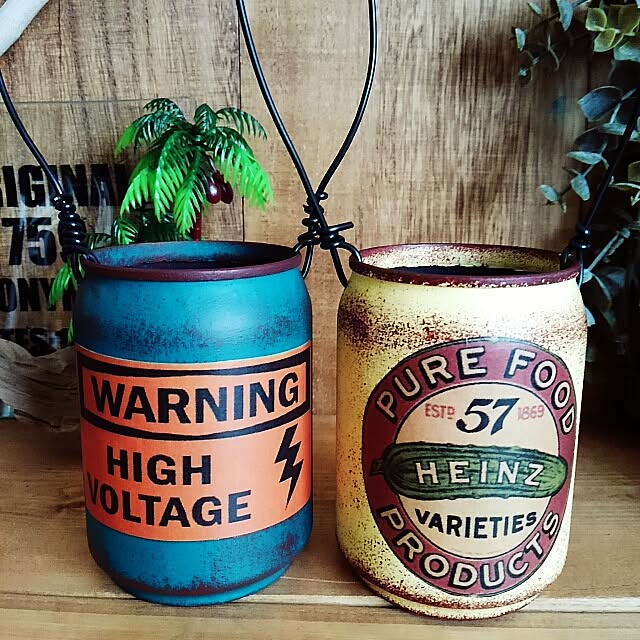 75
WARNING
HIGH
VOLTAGE
PURE FOOD
ESTD 57 1869
HEINZ
VARIETIES
PRODUCTS